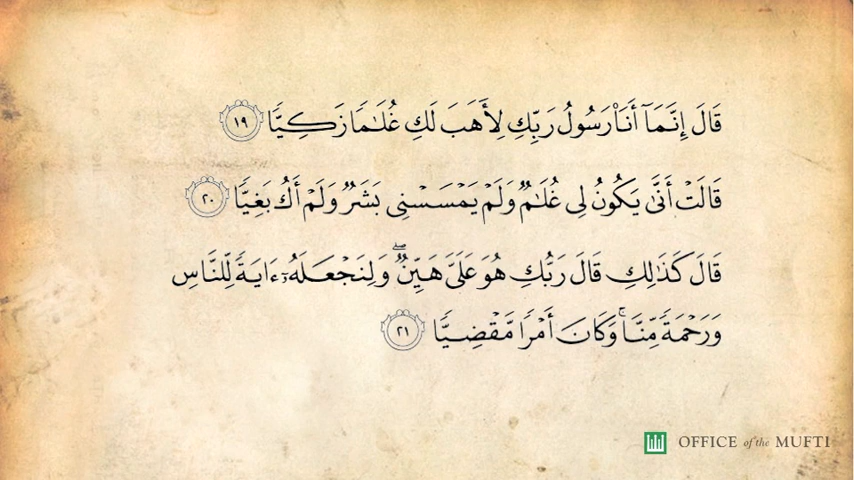 قَالَ إِنَّمَآ أَنَا۠ رَسُولُ رَبِّكِ لِأَهَبَ لَكِ غُلَـٰمًا زَكِيًّا ١٩
قَالَتْ أَنَّىٰ يَكُونُ لِى غُلَـٰمٌ وَلَمْ يَمْسَسْنِى بَشَرٌ وَلَمْ أَكُ بَغِيًّا ٢٠
قَالَ كَذَٰلِكِ قَالَ رَبُّكِ هُوَ عَلَىَّ هَيِّنٌ ۖ وَلِنَجْعَلَهُۥٓ ءَايَةً لِّلنَّاسِ
وَرَحْمَةً مِّنَّا ۚ وَكَانَ أَمْرًا مَّقْضِيًّا ٢١
OFFICE of the MUFTI